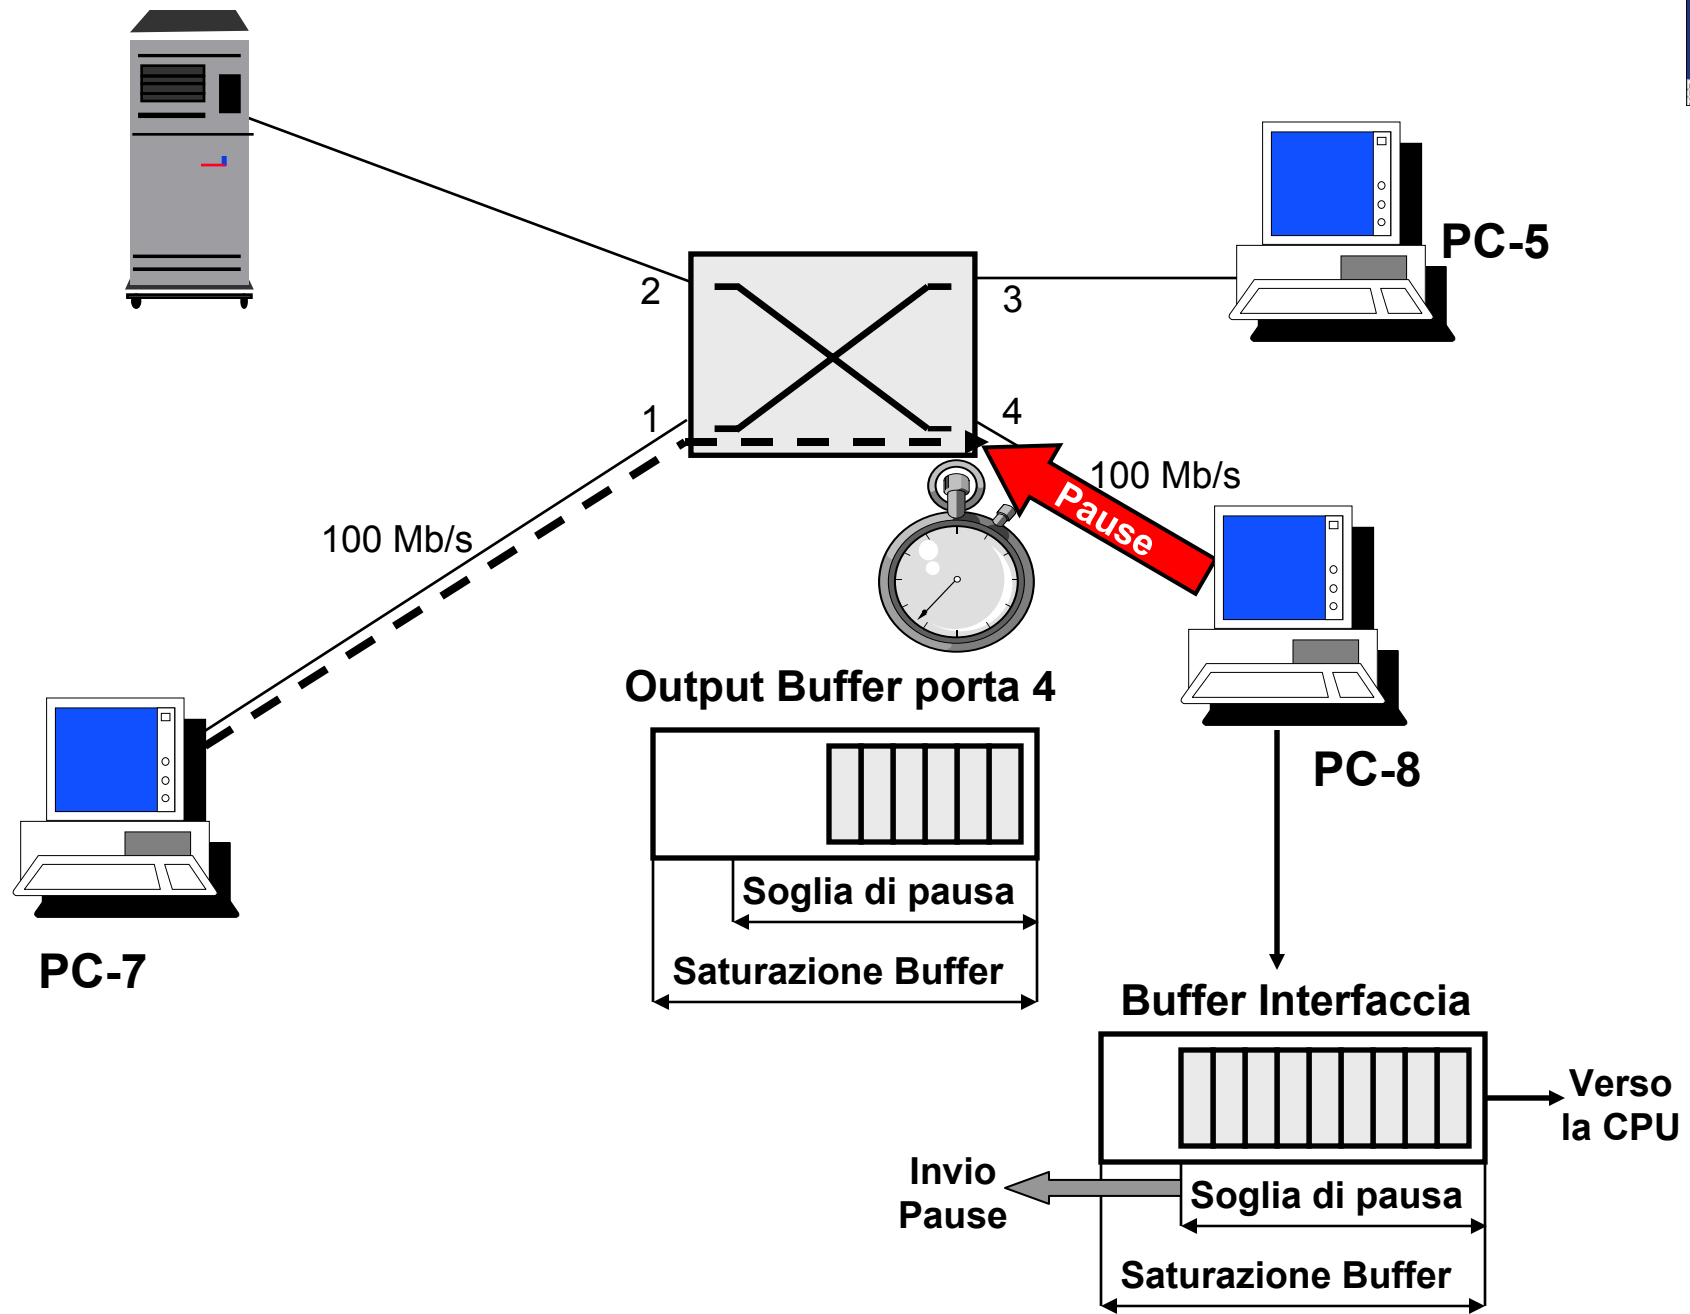 PC-5
2
3
1
4
100 Mb/s
Pause
100 Mb/s
Output Buffer porta 4
PC-8
Soglia di pausa
PC-7
Saturazione Buffer
Buffer Interfaccia
Verso
la CPU
Invio
Pause
Soglia di pausa
Saturazione Buffer